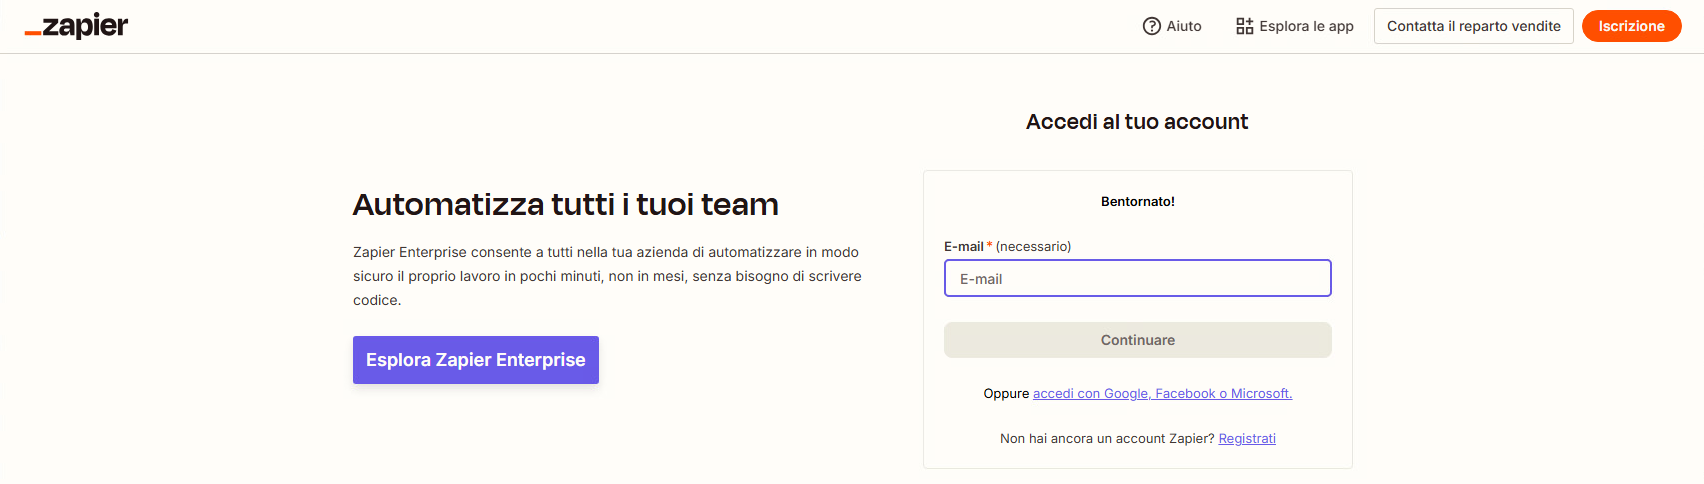 zapier
Aiuto
Esplora le app
Contatta il reparto vendite
Iscrizione
Automatizza tutti i tuoi team
Zapier Enterprise consente a tutti nella tua azienda di automatizzare in modo
sicuro il proprio lavoro in pochi minuti, non in mesi, senza bisogno di scrivere
codice.
Esplora Zapier Enterprise
Accedi al tuo account
Bentornato!
E-mail * (necessario)
E-mail
Continuare
Oppure accedi con Google, Facebook o Microsoft.
Non hai ancora un account Zapier? Registrati